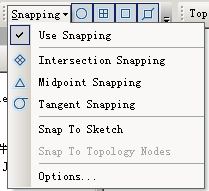 Snapping
Top
Use Snapping
Intersection Snapping
Midpoint Snapping
Tangent Snapping
Snap To Sketch
Snap To Topology Nodes
Options...